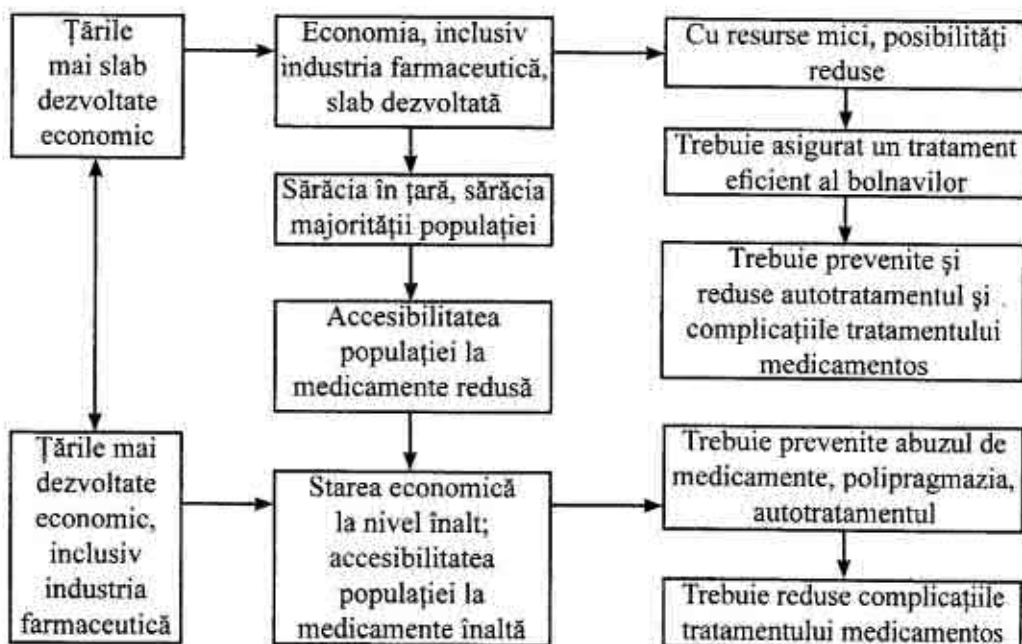 Țările
mai slab
dezvoltate
economic
Economia, inclusiv
industria farmaceutică,
slab dezvoltată
Cu resurse mici, posibilități
reduse
Trebuie asigurat un tratament
eficient al bolnavilor
Sărăcia în țară, sărăcia
majorității populației
Trebuie prevenite și
reduse autotratamentul și
complicațiile tratamentului
medicamentos
Accesibilitatea
populației la
medicamente redusă
Țările mai
dezvoltate
economic,
inclusiv
industria
farmaceutică
Starea economică
la nivel înalt;
accesibilitatea
populației la
medicamente înaltă
Trebuie prevenite abuzul de
medicamente, polipragmazia,
autotratamentul
Trebuie reduse complicațiile
tratamentului medicamentos